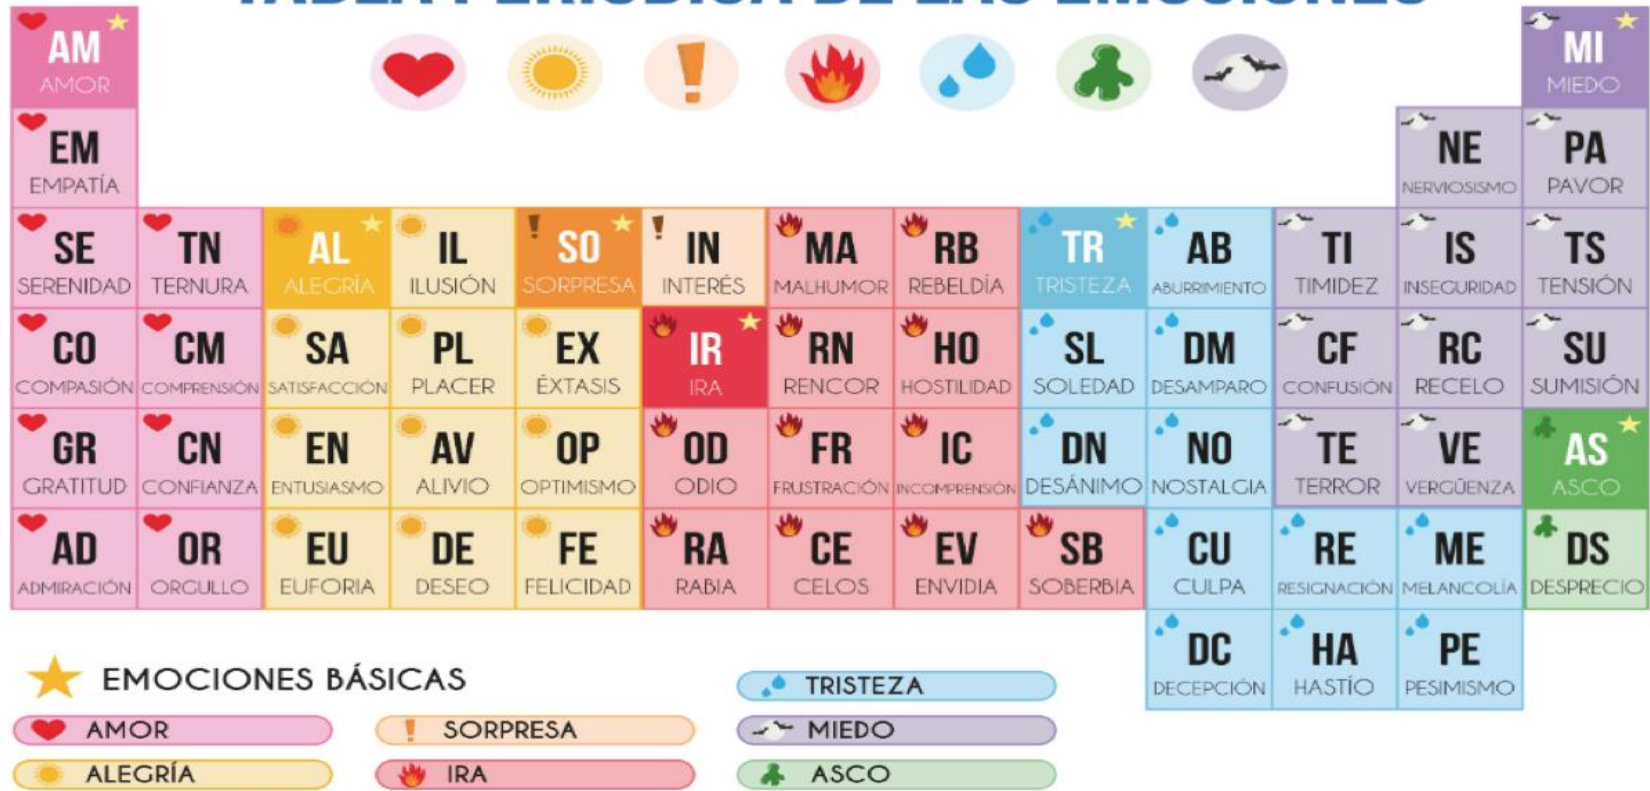 TABLA PERIÓDICA DE LAS EMOCIONES
AM
AMOR
MI
MIEDO
EM
EMPATÍA
NE
NERVIOSISMO
PA
PAVOR
SE
SERENIDAD
TN
TERNURA
AL
ALEGRÍA
IL
ILUSIÓN
SO
SORPRESA
IN
INTERÉS
MA
MALHUMOR
RB
REBELDÍA
TR
TRISTEZA
AB
ABURRIMIENTO
TI
TIMIDEZ
IS
INSEGURIDAD
TS
TENSIÓN
CO
COMPASIÓN
CM
COMPRENSIÓN
SA
SATISFACCIÓN
PL
PLACER
EX
ÉXTASIS
IR
IRA
RN
RENCOR
HO
HOSTILIDAD
SL
SOLEDAD
DM
DESAMPARO
CF
CONFUSIÓN
RC
RECELO
SU
SUMISIÓN
GR
GRATITUD
CN
CONFIANZA
EN
ENTUSIASMO
AV
ALIVIO
OP
OPTIMISMO
OD
ODIO
FR
FRUSTRACIÓN
IC
INCOMPRENSIÓN
DN
DESÁNIMO
NO
NOSTALGIA
TE
TERROR
VE
VERGÜENZA
AS
ASCO
AD
ADMIRACIÓN
OR
ORGULLO
EU
EUFORIA
DE
DESEO
FE
FELICIDAD
RA
RABIA
CE
CELOS
EV
ENVIDIA
SB
SOBERBIA
CU
CULPA
RE
RESIGNACIÓN
ME
MELANCOLÍA
DS
DESPRECIO
DC
DECEPCIÓN
HA
HASTÍO
PE
PESIMISMO
EMOCIONES BÁSICAS
AMOR
ALEGRÍA
SORPRESA
IRA
TRISTEZA
MIEDO
ASCO